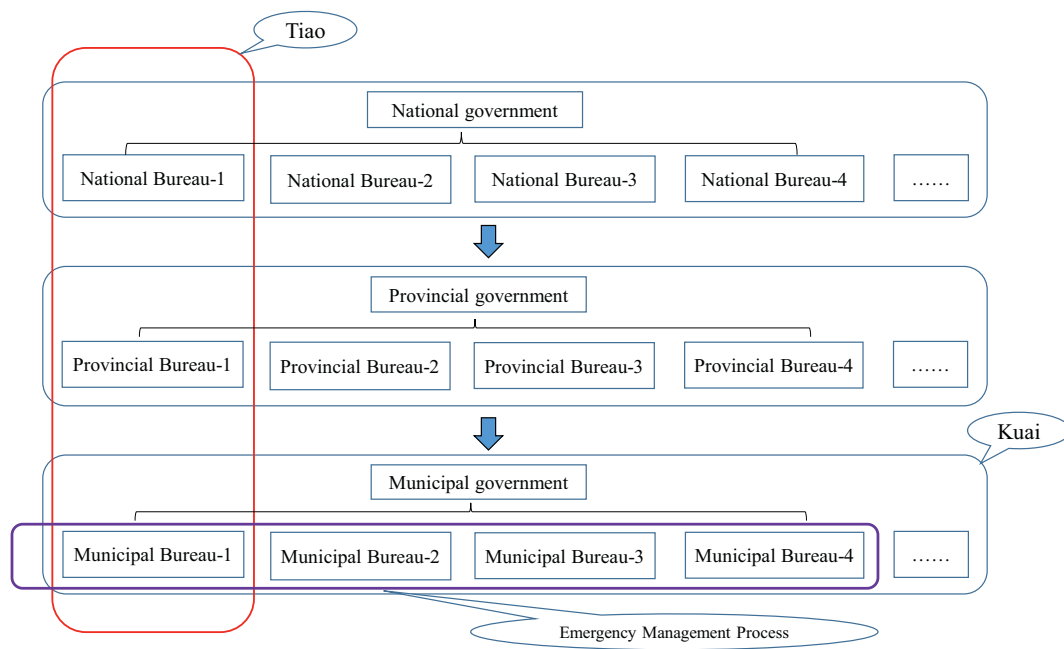 Tiao
National government
National Bureau-1
National Bureau-2
National Bureau-3
National Bureau-4
……
Provincial government
Provincial Bureau-1
Provincial Bureau-2
Provincial Bureau-3
Provincial Bureau-4
……
Kuai
Municipal government
Municipal Bureau-1
Municipal Bureau-2
Municipal Bureau-3
Municipal Bureau-4
……
Emergency Management Process